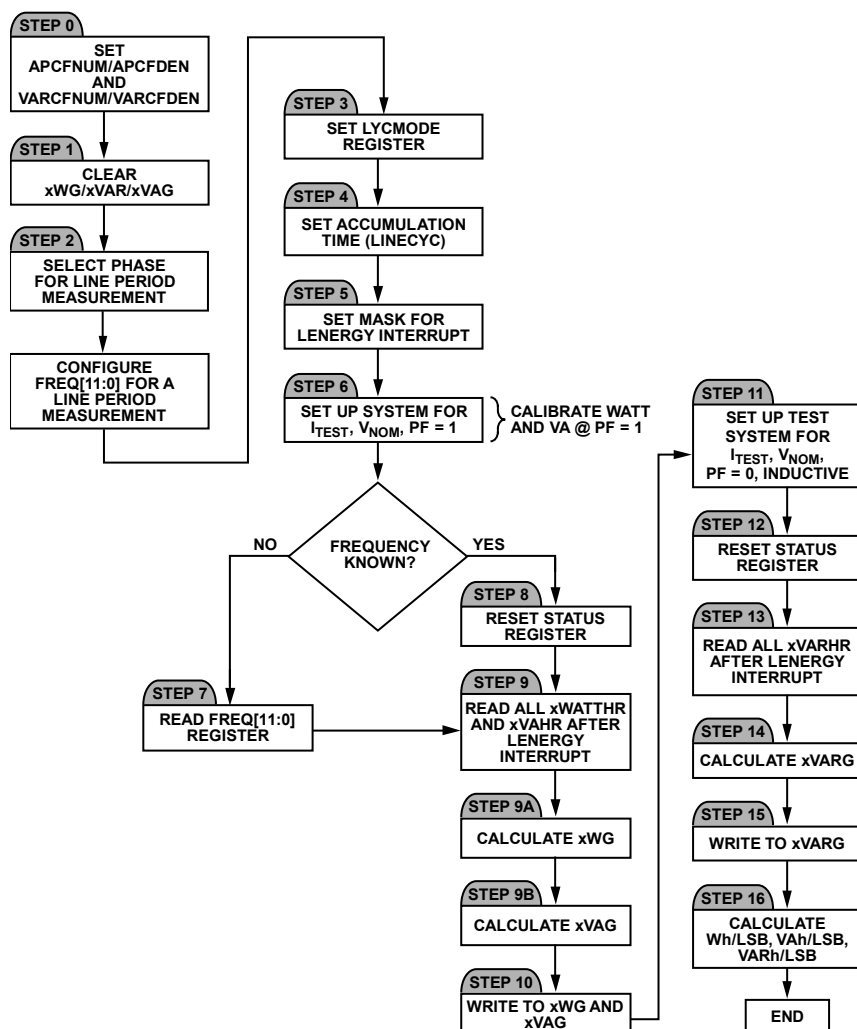 STEP 0
SET
APCFNUM/APCFDEN
AND
VARCFNUM/VARCFDEN
STEP 1
CLEAR
xWG/xVAR/xVAG
STEP 2
SELECT PHASE
FOR LINE PERIOD
MEASUREMENT
CONFIGURE
FREQ[11:0] FOR A
LINE PERIOD
MEASUREMENT
STEP 3
SET LYCMODE
REGISTER
STEP 4
SET ACCUMULATION
TIME (LINECYC)
STEP 5
SET MASK FOR
LENERGY INTERRUPT
STEP 6
SET UP SYSTEM FOR
ITEST, VNOM, PF = 1
CALIBRATE WATT
AND VA @ PF = 1
FREQUENCY
KNOWN?
NO
YES
STEP 7
READ FREQ[11:0]
REGISTER
STEP 8
RESET STATUS
REGISTER
STEP 9
READ ALL xWATTHR
AND xVAHR AFTER
LENERGY
INTERRUPT
STEP 9A
CALCULATE xWG
STEP 9B
CALCULATE xVAG
STEP 10
WRITE TO xWG AND
xVAG
STEP 11
SET UP TEST
SYSTEM FOR
ITEST, VNOM,
PF = 0, INDUCTIVE
STEP 12
RESET STATUS
REGISTER
STEP 13
READ ALL xVARHR
AFTER LENERGY
INTERRUPT
STEP 14
CALCULATE xVARG
STEP 15
WRITE TO xVARG
STEP 16
CALCULATE
Wh/LSB, VAh/LSB,
VARh/LSB
END